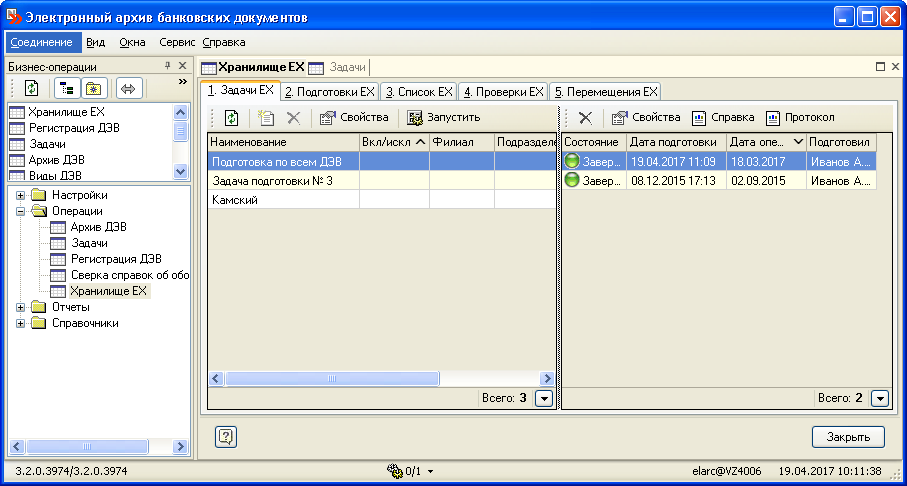 Электронный архив банковских документов
Соединение Вид Окна Сервис Справка
Бизнес-операции
Хранилище ЕХ
Регистрация ДЭВ
Задачи
Архив ДЭВ
Виды ДЭВ
Настройки
Операции
Архив ДЭВ
Задачи
Регистрация ДЭВ
Сверка справок об обо
Хранилище ЕХ
Отчеты
Справочники
Хранилище ЕХ Задачи
1. Задачи ЕХ 2. Подготовки ЕХ 3. Список ЕХ 4. Проверки ЕХ 5. Перемещения ЕХ
Свойства Запустить
Наименование Вкл/искл Филиал Подразделе
Подготовка по всем ДЭВ
Задача подготовки № 3
Камский
Всего: 3
Свойства Справка Протокол
Состояние Дата подготовки Дата опе... Подготовил
Завер... 19.04.2017 11:09 18.03.2017 Иванов А....
Завер... 08.12.2015 17:13 02.09.2015 Иванов А....
Всего: 2
Закрыть
3.2.0.3974/3.2.0.3974 0/1 elarc@VZ4006 19.04.2017 10:11:38